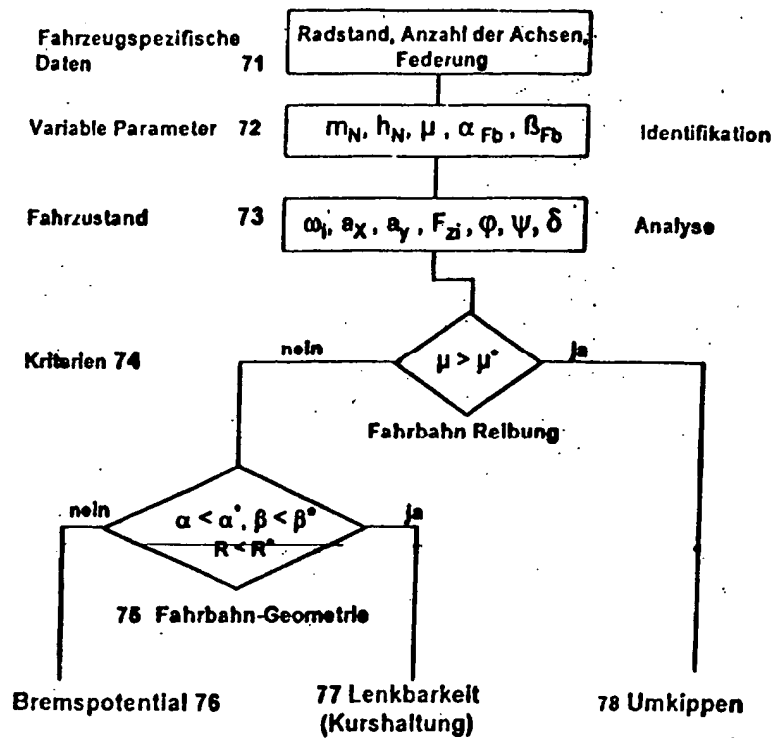 Fahrzeugspezifische
Daten 71
Radstand, Anzahl der Achsen,
Federung
Variable Parameter 72
m_N, h_N, μ, α_Fb, ß_Fb
Identifikation
Fahrzustand 73
ω_i, a_X, a_y, F_zi, φ, ψ, δ
Analyse
Kriterien 74
nein
μ > μ*
ja
Fahrbahn Reibung
nein
α < α*, β < β*
R < R*
ja
75 Fahrbahn-Geometrie
Bremspotential 76
77 Lenkbarkeit
(Kurshaltung)
78 Umkippen